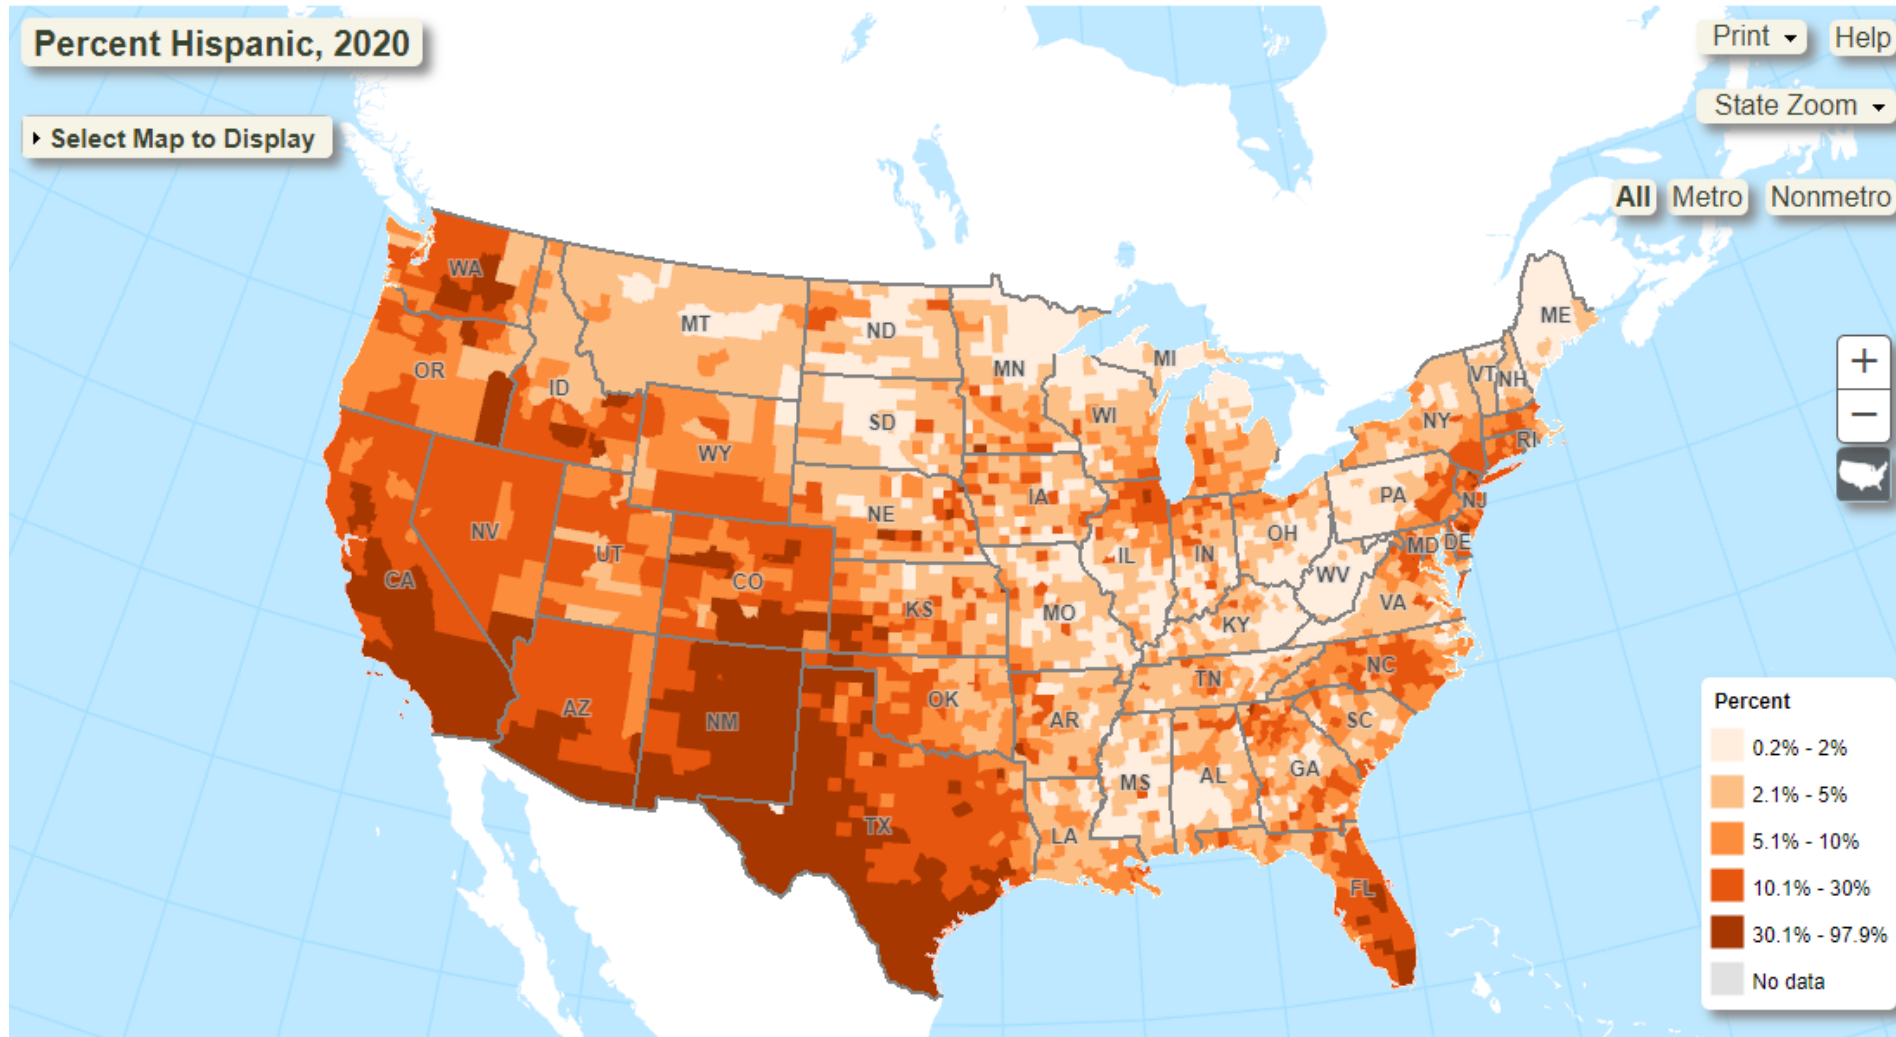 Percent Hispanic, 2020
Print
Help
Select Map to Display
State Zoom
All Metro Nonmetro
WA
MT
ND
MN
MI
ME
OR
ID
SD
WI
VT
NH
NY
WY
RI
NE
IA
PA
NJ
NV
UT
CO
IL
IN
OH
MD
DE
CA
KS
MO
WV
VA
KY
AZ
NM
OK
AR
TN
NC
SC
TX
LA
MS
AL
GA
FL
+
−
Percent
0.2% - 2%
2.1% - 5%
5.1% - 10%
10.1% - 30%
30.1% - 97.9%
No data